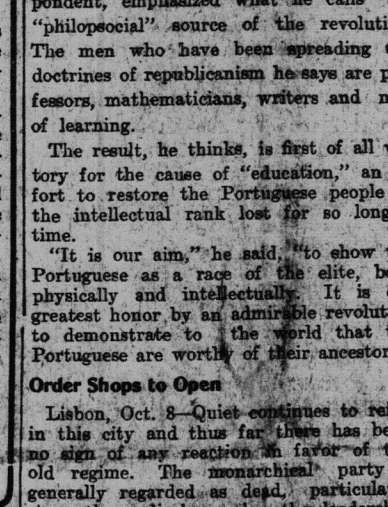 pondent, emphasized what he calls
"philopsocial" source of the revoluti
The men who have been spreading
doctrines of republicanism he says are p
fessors, mathematicians, writers and
of learning.
The result, he thinks, is first of all
tory for the cause of "education," an
fort to restore the Portuguese people
the intellectual rank lost for so long
time.
"It is our aim," he said, "to show
Portuguese as a race of the elite, b
physically and intellectually. It is
greatest honor by an admirable revolut
to demonstrate to the world that
Portuguese are worthy of their ancestor
Order Shops to Open
Lisbon, Oct. 8—Quiet continues to re
in this city and thus far there has be
no sign of any reaction in favor of t
old regime. The monarchical party
generally regarded as dead, particula